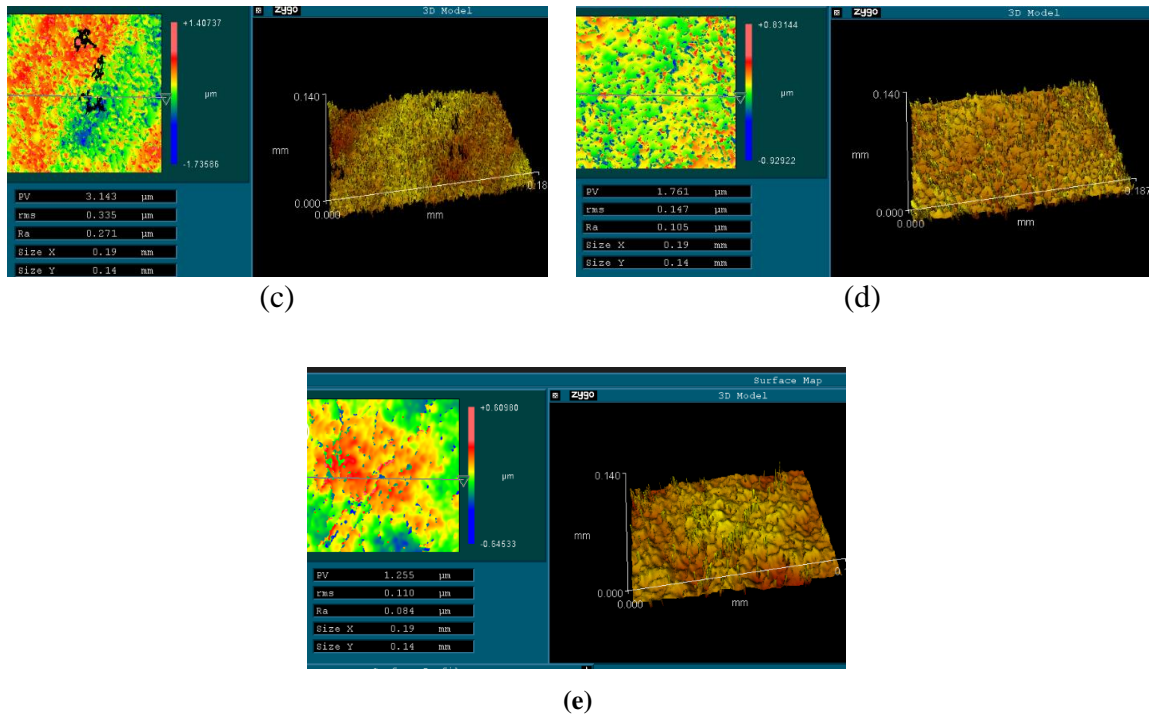 zygo 3D Model
+1.40737
µm
-1.73586
0.140
mm
0.000
0.000
mm
0.18
PV 3.143 µm
rms 0.335 µm
Ra 0.271 µm
Size X 0.19 mm
Size Y 0.14 mm
(c)
zygo 3D Model
+0.83144
µm
-0.92922
0.140
mm
0.000
0.000
mm
0.187
PV 1.761 µm
rms 0.147 µm
Ra 0.105 µm
Size X 0.19 mm
Size Y 0.14 mm
(d)
Surface Map
zygo 3D Model
+0.60980
µm
-0.64533
0.140
mm
0.000
0.000
mm
PV 1.255 µm
rms 0.110 µm
Ra 0.084 µm
Size X 0.19 mm
Size Y 0.14 mm
(e)